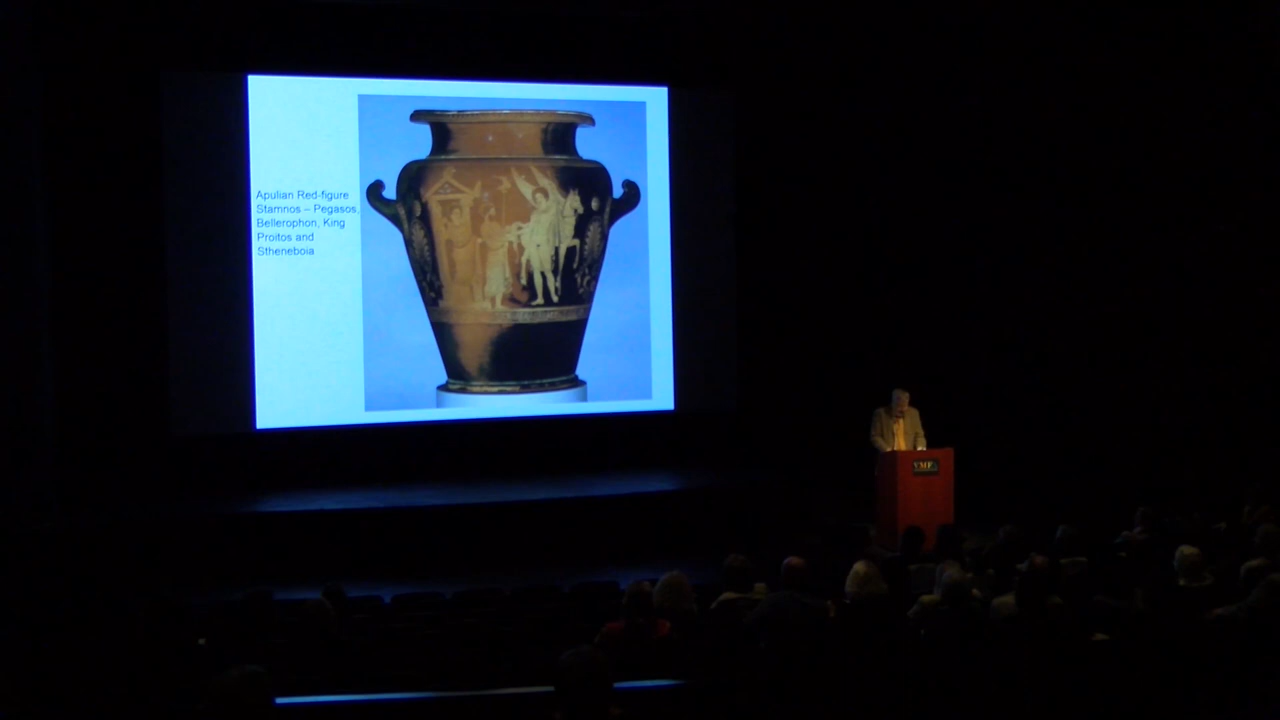 Apulian Red-figure
Stamnos – Pegasos,
Bellerophon, King
Proitos and
Stheneboia
VMFA